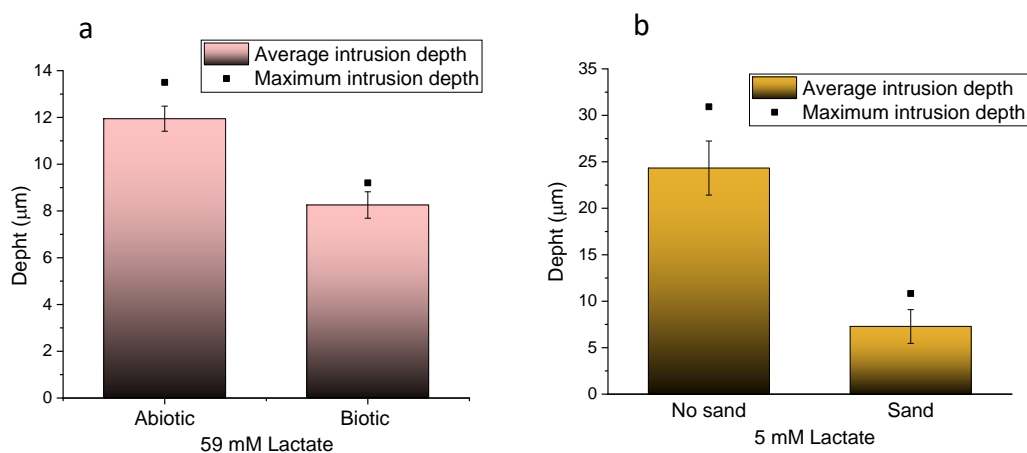 a
Average intrusion depth
Maximum intrusion depth
14
12
10
8
6
4
2
0
Depht (μm)
Abiotic
Biotic
59 mM Lactate
b
Average intrusion depth
Maximum intrusion depth
35
30
25
20
15
10
5
0
Depht (μm)
No sand
Sand
5 mM Lactate